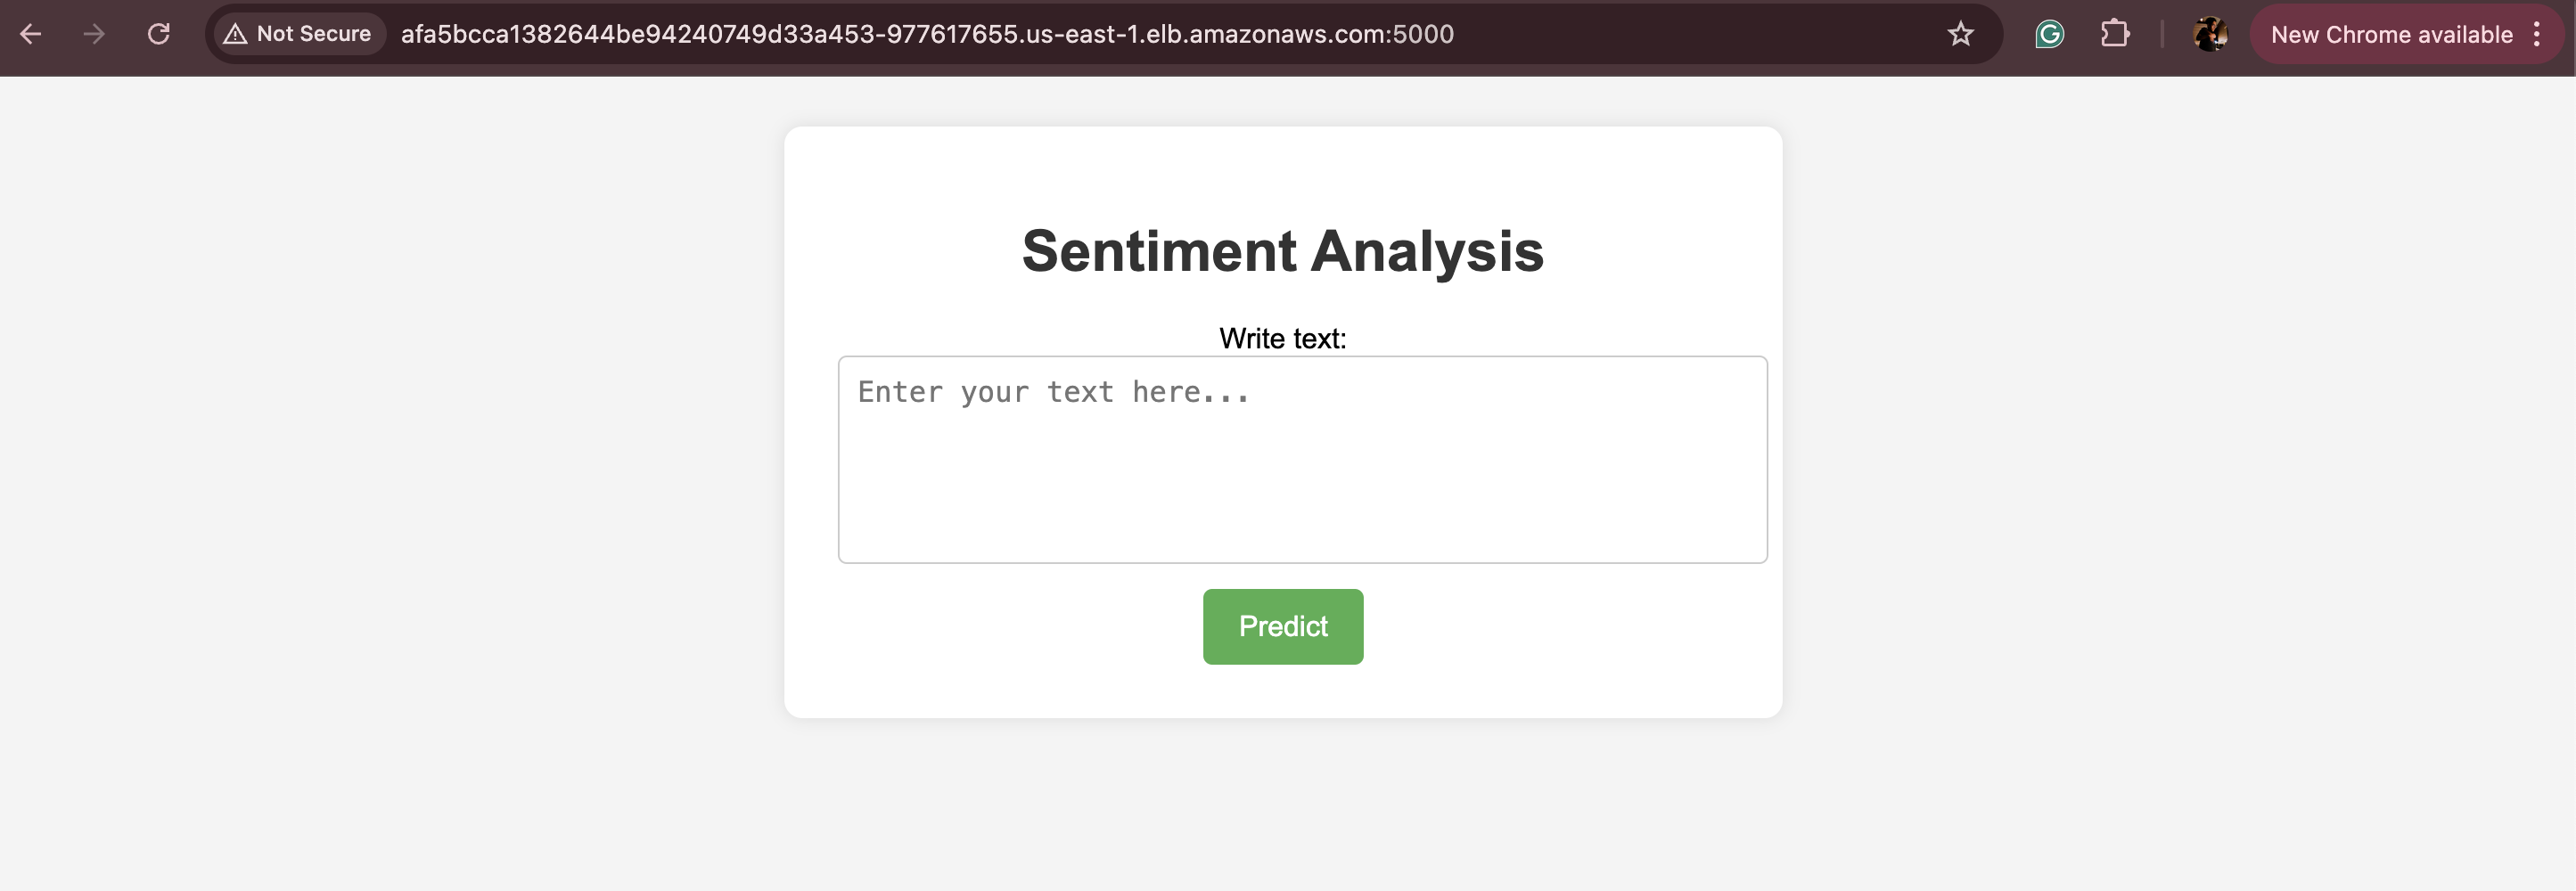 Not Secure afa5bcca1382644be94240749d33a453-977617655.us-east-1.elb.amazonaws.com:5000 New Chrome available
Sentiment Analysis
Write text:
Enter your text here...
Predict